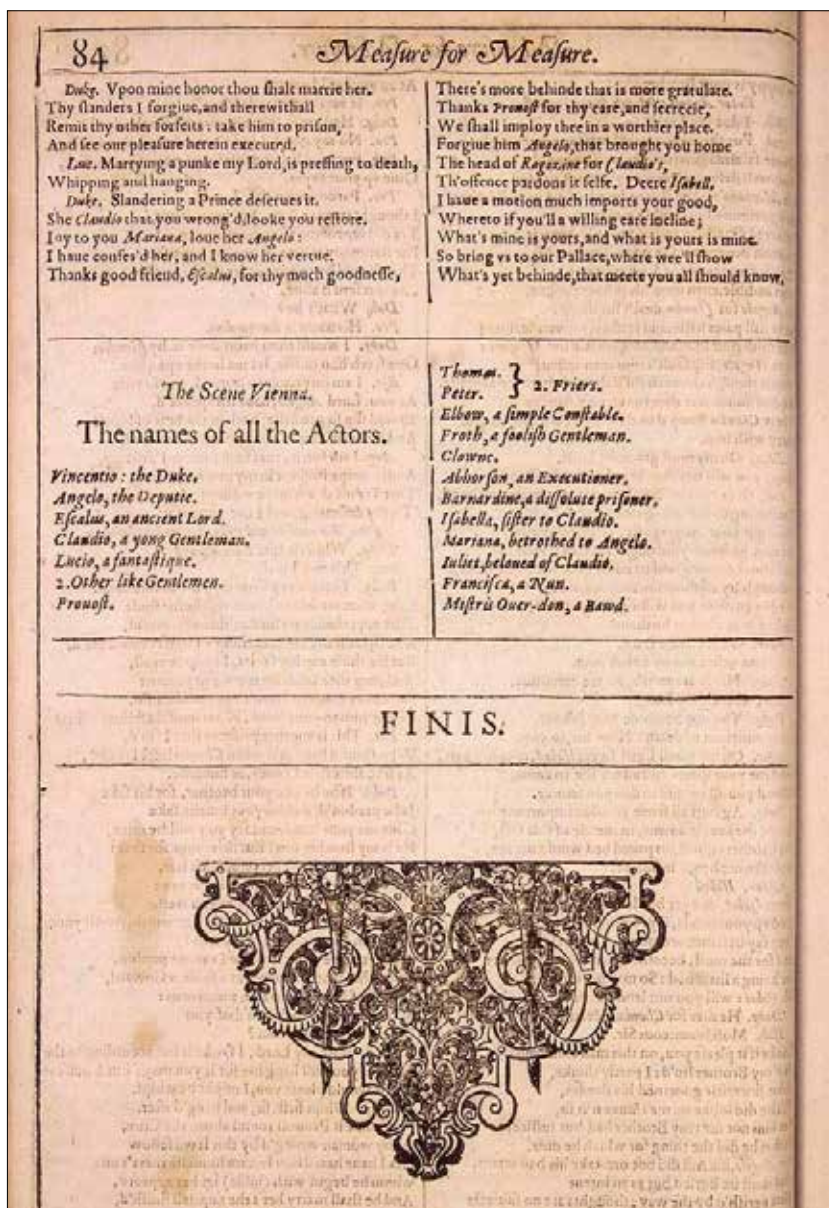 84
Meaſure for Meaſure.
Duke. Vpon mine honor thou ſhalt marrie her.
Thy ſlanders I forgiue, and therewithall
Remit thy other forfeits: take him to priſon,
And ſee our pleaſure herein executed.
Luc. Marrying a punke my Lord, is preſſing to death,
Whipping and hanging.
Duke. Slandering a Prince deſerues it.
She Claudio that you wrong'd, looke you reſtore.
Ioy to you Mariana, loue her Angelo:
I haue confes'd her, and I know her vertue.
Thanks good friend, Eſcalus, for thy much goodneſſe,
There's more behinde that is more gratulate.
Thanks Prouoſt for thy care, and ſecrecie,
We ſhall imploy thee in a worthier place.
Forgiue him Angelo, that brought you home
The head of Ragozine for Claudio's,
Th'offence pardons it ſelfe. Deere Iſabell,
I haue a motion much imports your good,
Whereto if you'll a willing eare incline;
What's mine is yours, and what is yours is mine.
So bring vs to our Pallace, where wee'll ſhow
What's yet behinde, that meete you all ſhould know.
The Scene Vienna.
The names of all the Actors.
Vincentio : the Duke.
Angelo, the Deputie.
Eſcalus, an ancient Lord.
Claudio, a yong Gentleman.
Lucio, a fantaſtique.
2. Other like Gentlemen.
Prouoſt.
Thomas. } 2. Friers.
Peter.
Elbow, a ſimple Conſtable.
Froth, a fooliſh Gentleman.
Clowne.
Abhorſon, an Executioner.
Barnardine, a diſſolute priſoner.
Iſabella, ſiſter to Claudio.
Mariana, betrothed to Angelo.
Iuliet, beloued of Claudio.
Franciſca, a Nun.
Miſtris Ouer-don, a Bawd.
FINIS.